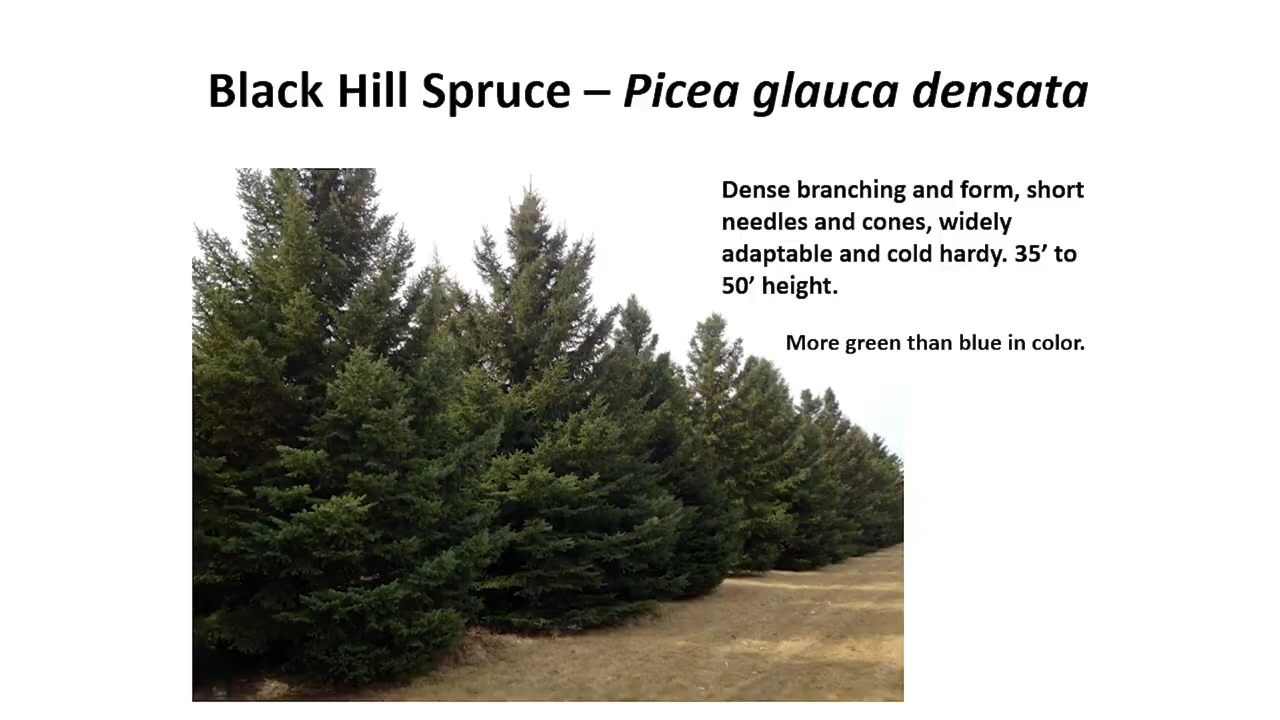 Black Hill Spruce – Picea glauca densata
Dense branching and form, short
needles and cones, widely
adaptable and cold hardy. 35’ to
50’ height.
More green than blue in color.